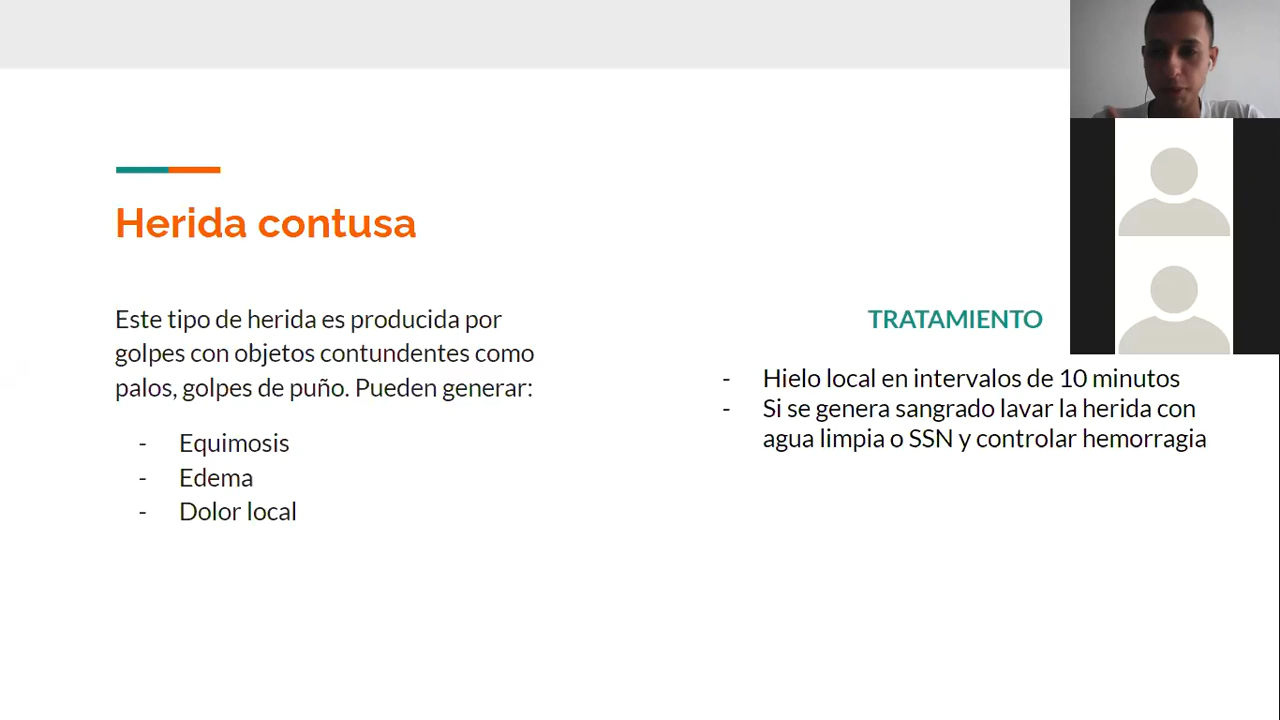 Herida contusa
Este tipo de herida es producida por
golpes con objetos contundentes como
palos, golpes de puño. Pueden generar:
- Equimosis
- Edema
- Dolor local
TRATAMIENTO
- Hielo local en intervalos de 10 minutos
- Si se genera sangrado lavar la herida con
agua limpia o SSN y controlar hemorragia